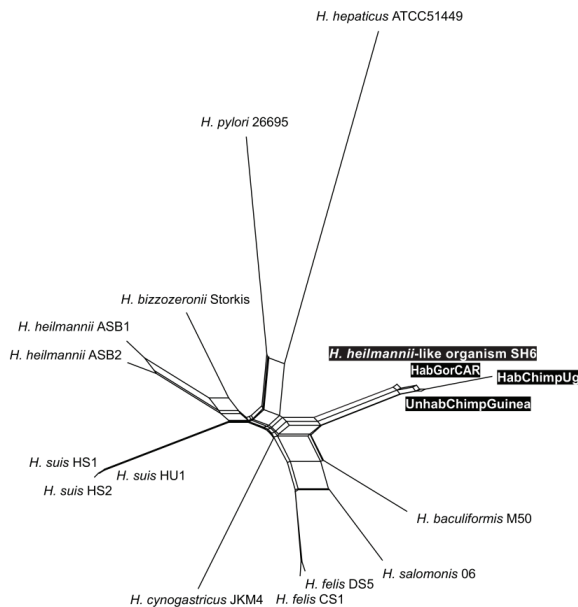 H. hepaticus ATCC51449
H. pylori 26695
H. bizzozeronii Storkis
H. heilmannii ASB1
H. heilmannii ASB2
H. heilmannii-like organism SH6
HabGorCAR
HabChimpUg
UnhabChimpGuinea
H. suis HS1
H. suis HU1
H. suis HS2
H. baculiformis M50
H. salomonis 06
H. felis DS5
H. cynogastricus JKM4
H. felis CS1